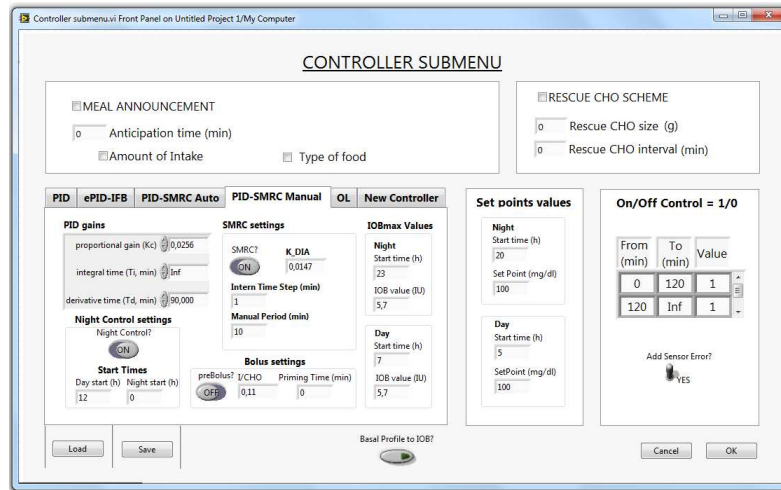 Controller submenu.vi Front Panel on Untitled Project 1/My Computer
CONTROLLER SUBMENU
MEAL ANNOUNCEMENT
0 Anticipation time (min)
Amount of Intake Type of food
RESCUE CHO SCHEME
0 Rescue CHO size (g)
0 Rescue CHO interval (min)
PID ePID-IFB PID-SMRC Auto PID-SMRC Manual OL New Controller
PID gains
proportional gain (Kc) 0,0256
integral time (Ti, min) Inf
derivative time (Td, min) 90,000
Night Control settings
Night Control?
ON
Start Times
Day start (h) Night start (h)
12 0
SMRC settings
SMRC? K_DIA
ON 0,0147
Intern Time Step (min)
1
Manual Period (min)
10
Bolus settings
preBolus? I/CHO Priming Time (min)
OFF 0,11 0
IOBmax Values
Night
Start time (h)
23
IOB value (IU)
5,7
Day
Start time (h)
7
IOB value (IU)
5,7
Set points values
Night
Start time (h)
20
Set Point (mg/dl)
100
Day
Start time (h)
5
SetPoint (mg/dl)
100
On/Off Control = 1/0
From (min) To (min) Value
0 120 1
120 Inf 1
Add Sensor Error?
YES
Load Save
Basal Profile to IOB?
Cancel OK